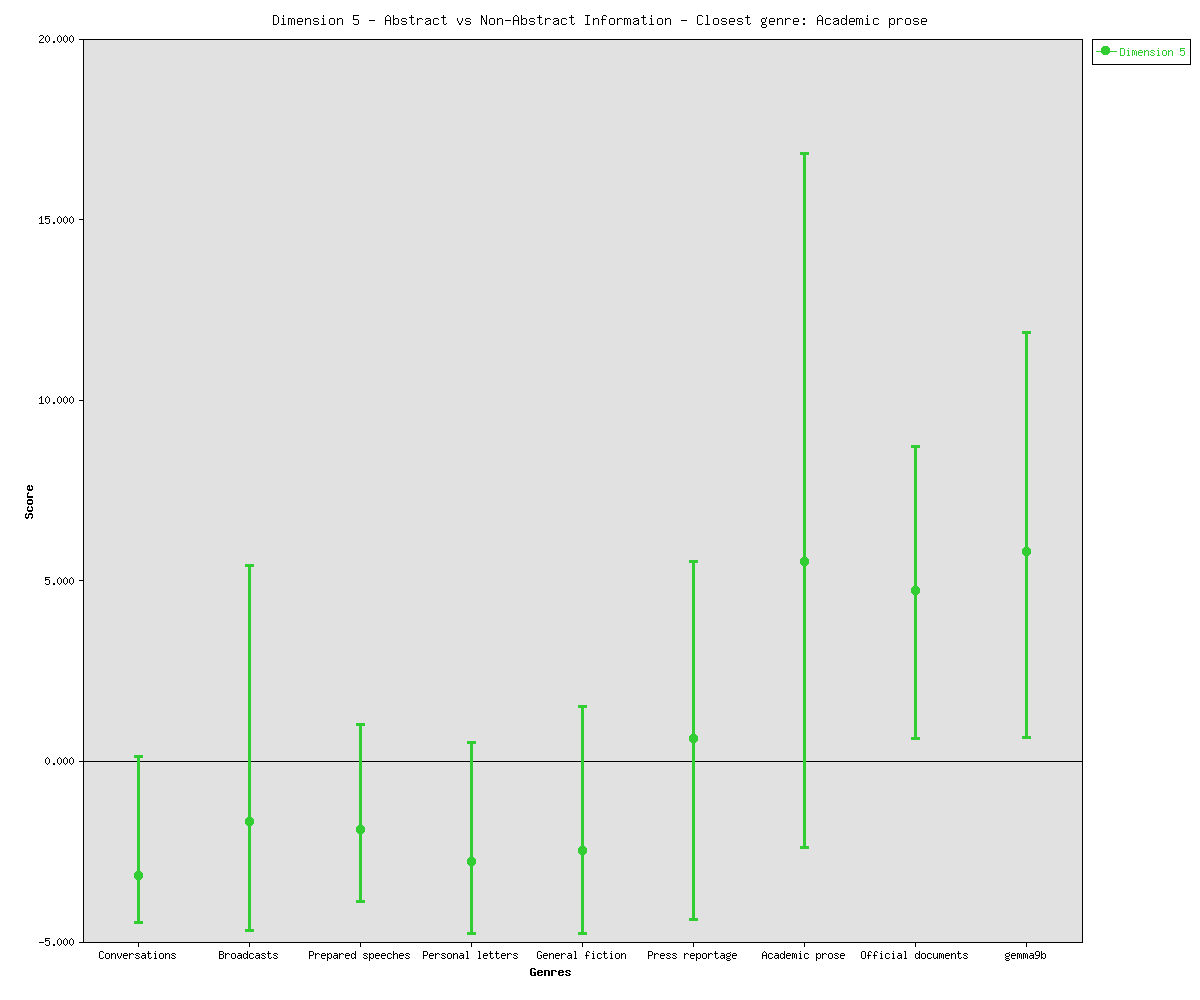 Dimension 5 - Abstract vs Non-Abstract Information - Closest genre: Academic prose
20.000
Dimension 5
15.000
10.000
5.000
0.000
-5.000
Score
Conversations Broadcasts Prepared speeches Personal letters General fiction Press reportage Academic prose Official documents gemma9b
Genres